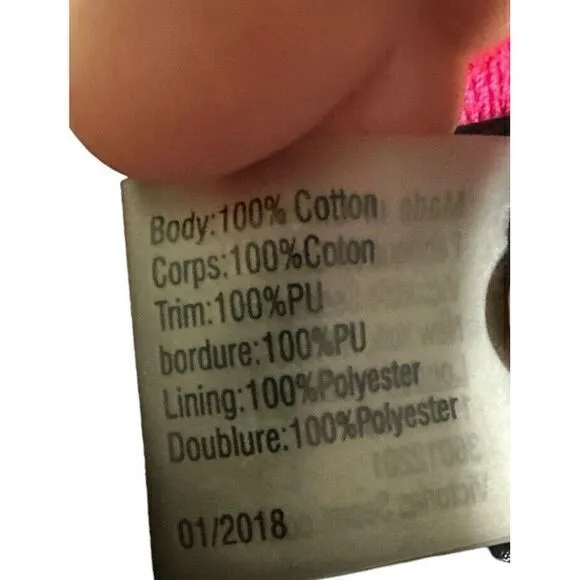 Body:100% Cotton
Corps:100%Coton
Trim:100%PU
bordure:100%PU
Lining:100%Polyester
Doublure:100%Polyester
01/2018